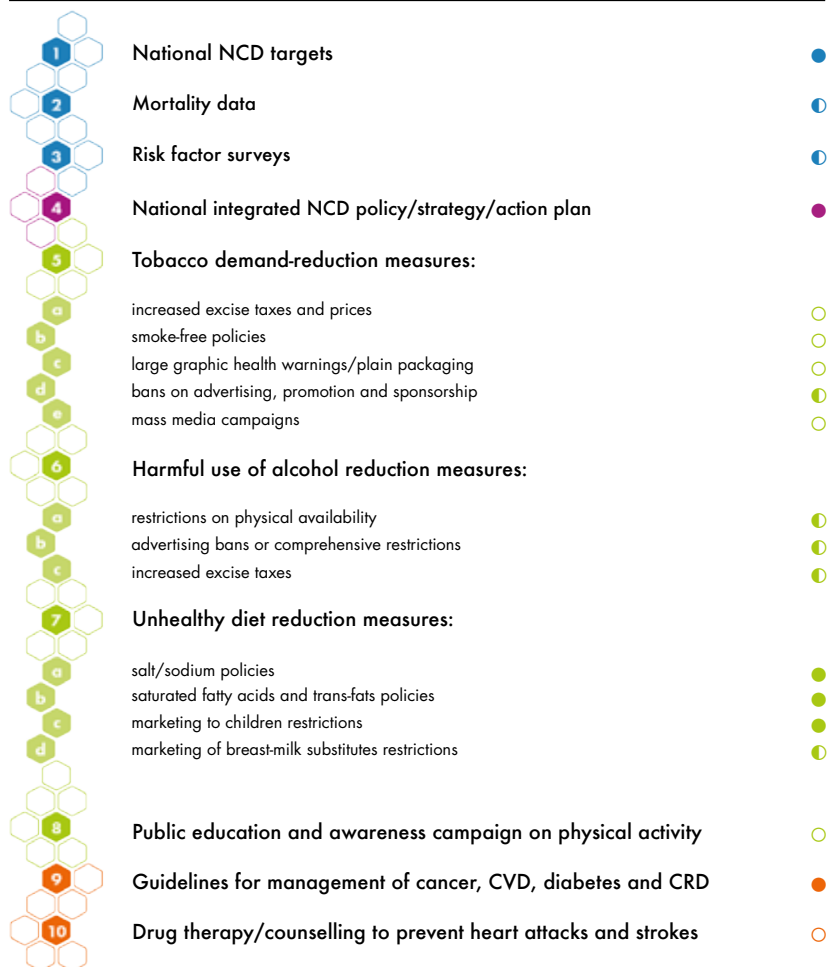 1 National NCD targets
2 Mortality data
3 Risk factor surveys
4 National integrated NCD policy/strategy/action plan
5 Tobacco demand-reduction measures:
a increased excise taxes and prices
b smoke-free policies
c large graphic health warnings/plain packaging
d bans on advertising, promotion and sponsorship
e mass media campaigns
6 Harmful use of alcohol reduction measures:
a restrictions on physical availability
b advertising bans or comprehensive restrictions
c increased excise taxes
7 Unhealthy diet reduction measures:
a salt/sodium policies
b saturated fatty acids and trans-fats policies
c marketing to children restrictions
d marketing of breast-milk substitutes restrictions
8 Public education and awareness campaign on physical activity
9 Guidelines for management of cancer, CVD, diabetes and CRD
10 Drug therapy/counselling to prevent heart attacks and strokes